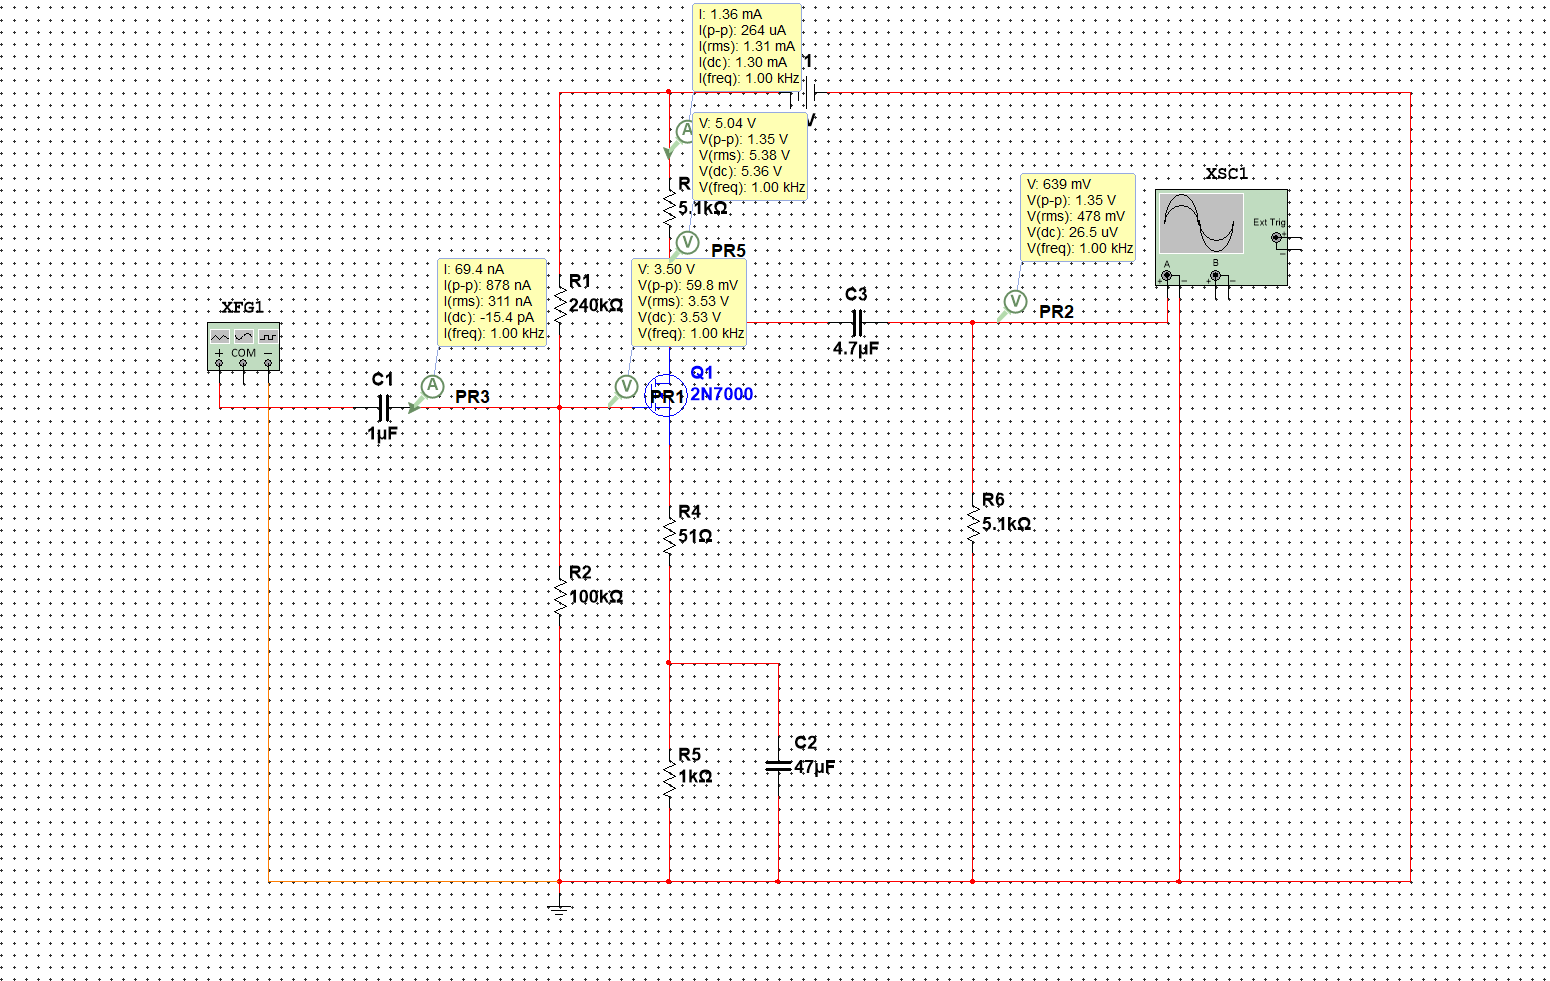 I: 1.36 mA
I(p-p): 264 uA
I(rms): 1.31 mA
I(dc): 1.30 mA
I(freq): 1.00 kHz
1
V
A
V: 5.04 V
V(p-p): 1.35 V
V(rms): 5.38 V
V(dc): 5.36 V
V(freq): 1.00 kHz
R
5.1kΩ
V
PR5
V: 639 mV
V(p-p): 1.35 V
V(rms): 478 mV
V(dc): 26.5 uV
V(freq): 1.00 kHz
XSC1
Ext Trig
+
−
A
B
+
−
+
−
V
PR2
I: 69.4 nA
I(p-p): 878 nA
I(rms): 311 nA
I(dc): -15.4 pA
I(freq): 1.00 kHz
R1
240kΩ
V: 3.50 V
V(p-p): 59.8 mV
V(rms): 3.53 V
V(dc): 3.53 V
V(freq): 1.00 kHz
C3
4.7µF
XFG1
+
COM
−
C1
1µF
A
PR3
V
PR1
Q1
2N7000
R4
51Ω
R6
5.1kΩ
R2
100kΩ
R5
1kΩ
C2
47µF